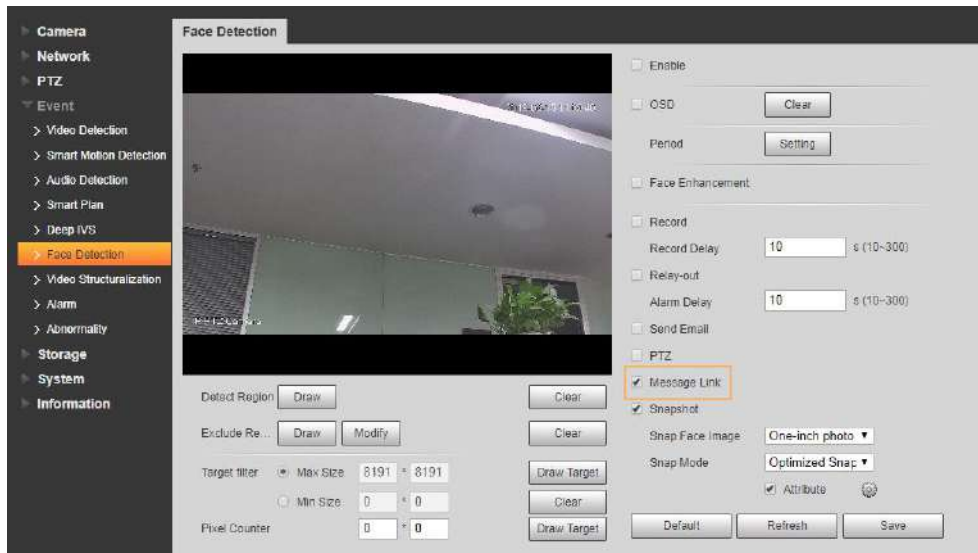 Camera
Network
PTZ
Event
Video Detection
Smart Motion Detection
Audio Detection
Smart Plan
Deep IVS
Face Detection
Video Structuralization
Alarm
Abnormality
Storage
System
Information
Face Detection
Detect Region Draw Clear
Exclude Re... Draw Modify Clear
Target filter Max Size 8191 * 8191 Draw Target
Min Size 0 * 0 Clear
Pixel Counter 0 * 0 Draw Target
Enable
OSD Clear
Period Setting
Face Enhancement
Record
Record Delay 10 s (10~300)
Relay-out
Alarm Delay 10 s (10~300)
Send Email
PTZ
Message Link
Snapshot
Snap Face Image One-inch photo
Snap Mode Optimized Snap
Attribute
Default Refresh Save